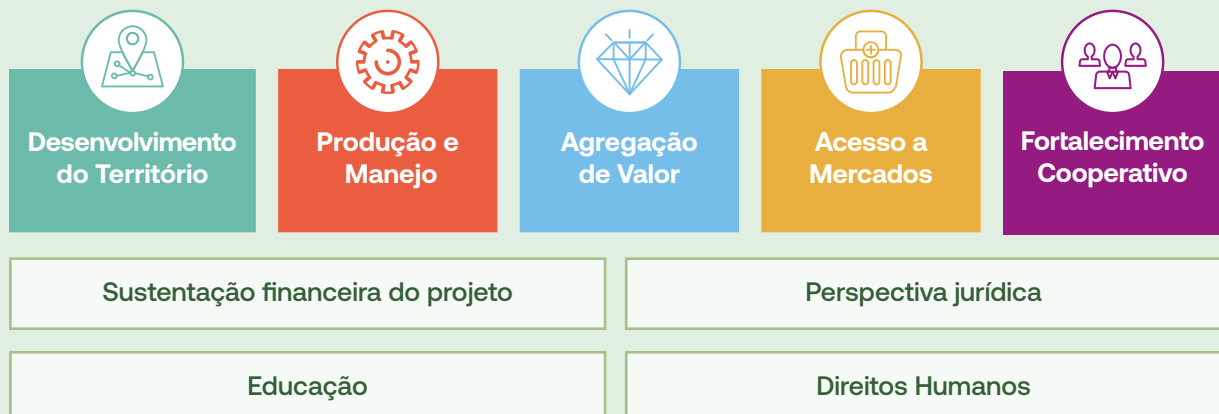 Desenvolvimento
do Território
Produção e
Manejo
Agregação
de Valor
Acesso a
Mercados
Fortalecimento
Cooperativo
Sustentação financeira do projeto
Perspectiva jurídica
Educação
Direitos Humanos